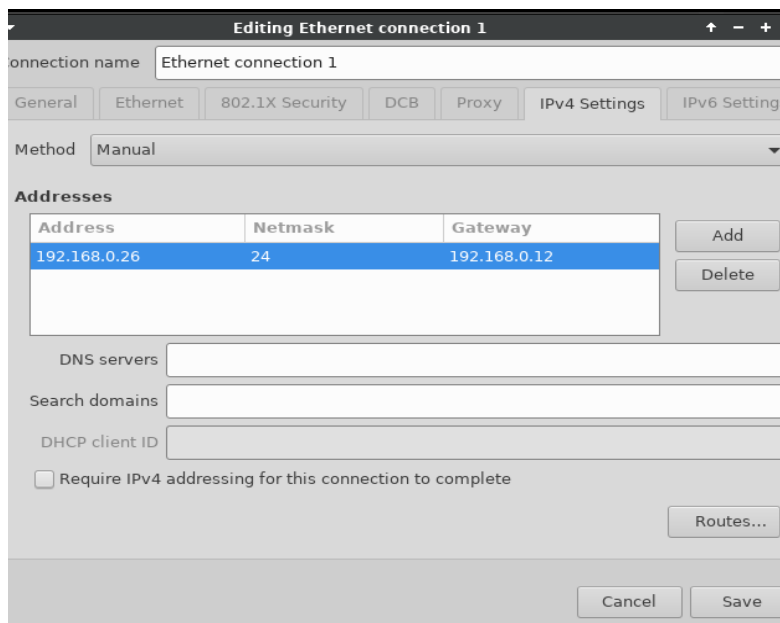 Editing Ethernet connection 1
onnection name Ethernet connection 1
General Ethernet 802.1X Security DCB Proxy IPv4 Settings IPv6 Setting
Method Manual
Addresses
Address Netmask Gateway
192.168.0.26 24 192.168.0.12
Add
Delete
DNS servers
Search domains
DHCP client ID
Require IPv4 addressing for this connection to complete
Routes...
Cancel Save